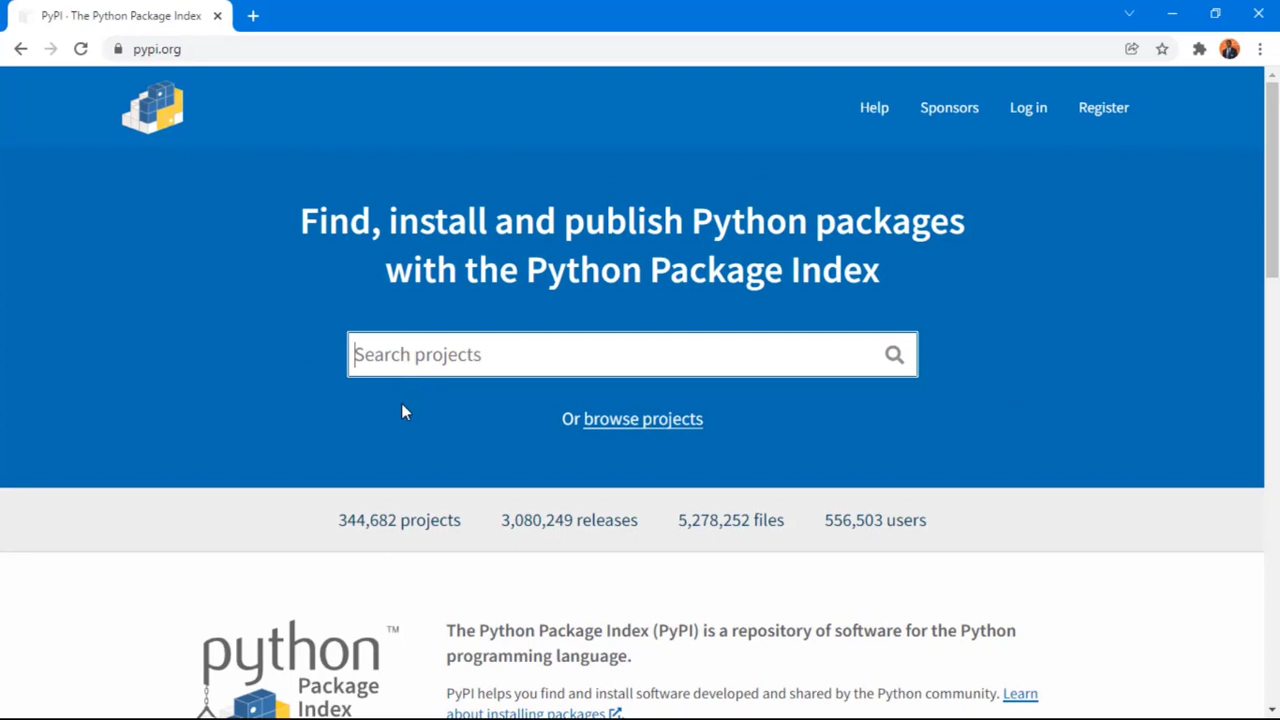 PyPI · The Python Package Index
pypi.org
Help Sponsors Log in Register
Find, install and publish Python packages
with the Python Package Index
Search projects
Or browse projects
344,682 projects 3,080,249 releases 5,278,252 files 556,503 users
python™
Package
Index
The Python Package Index (PyPI) is a repository of software for the Python
programming language.
PyPI helps you find and install software developed and shared by the Python community. Learn
about installing packages.